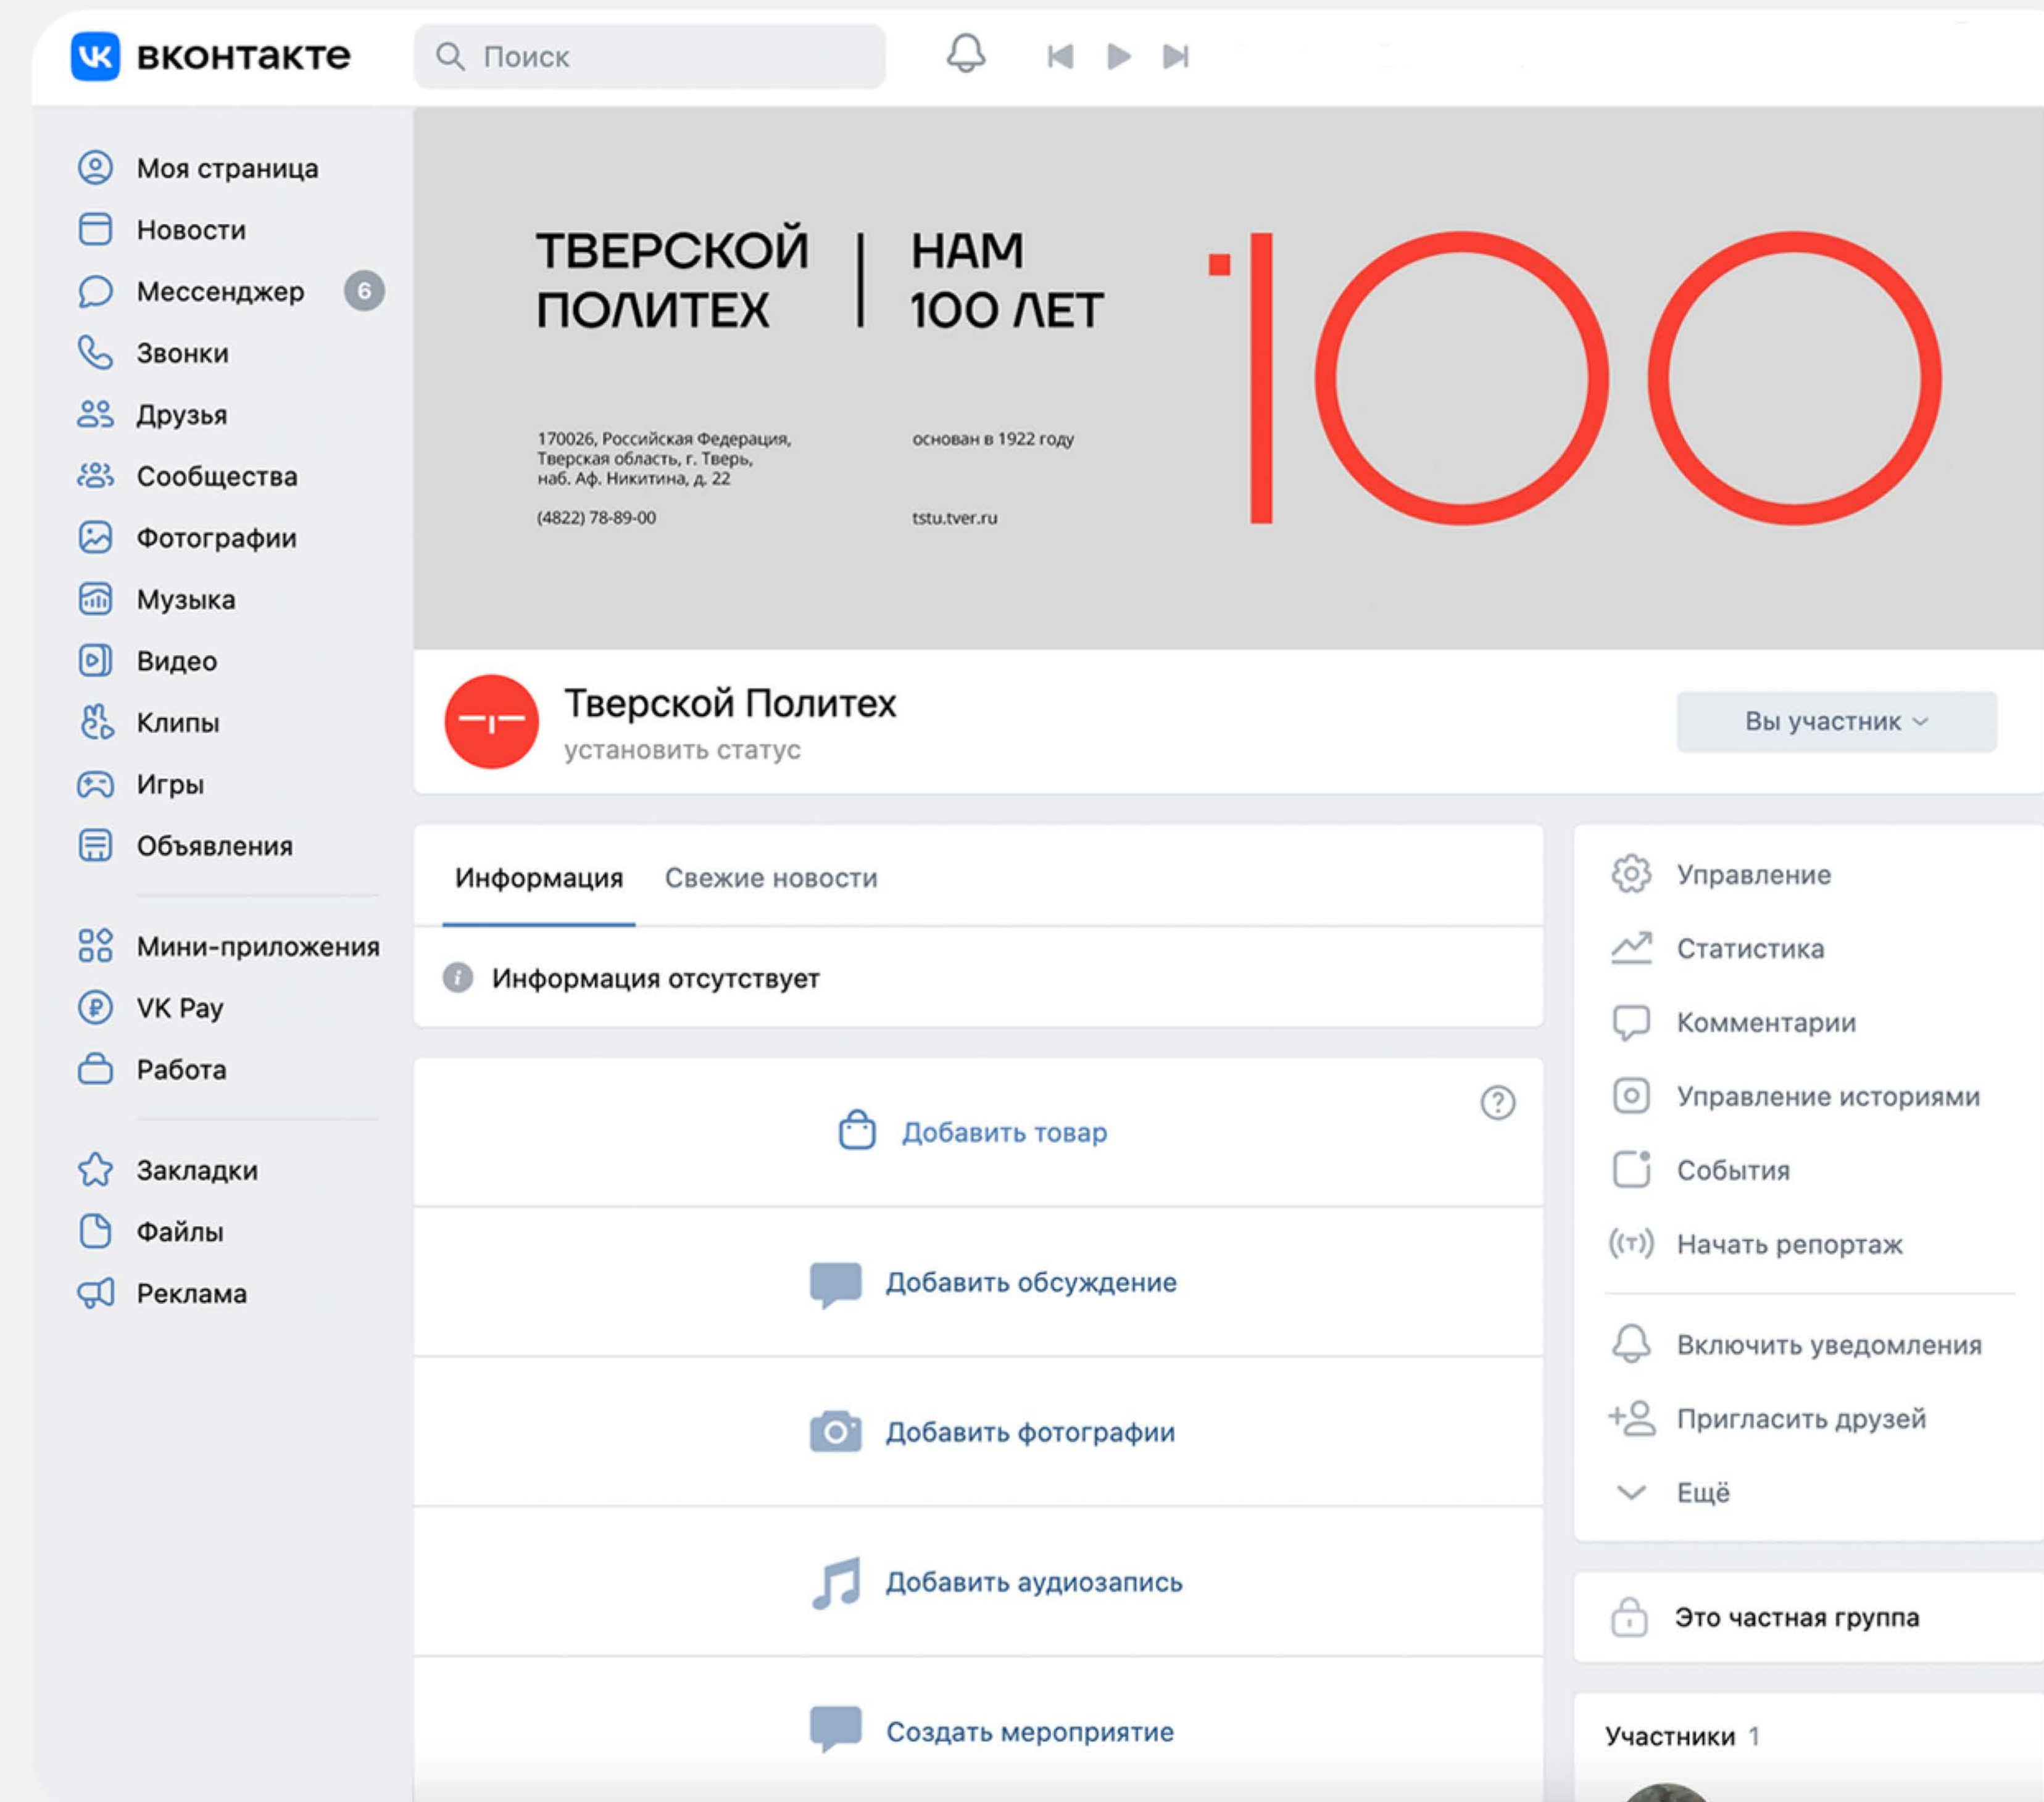 вконтакте
Поиск
Моя страница
Новости
Мессенджер 6
Звонки
Друзья
Сообщества
Фотографии
Музыка
Видео
Клипы
Игры
Объявления
Мини-приложения
VK Pay
Работа
Закладки
Файлы
Реклама
ТВЕРСКОЙ
ПОЛИТЕХ
НАМ
100 ЛЕТ
100
170026, Российская Федерация,
Тверская область, г. Тверь,
наб. Аф. Никитина, д. 22
(4822) 78-89-00
основан в 1922 году
tstu.tver.ru
Тверской Политех
установить статус
Вы участник
Информация Свежие новости
Информация отсутствует
Добавить товар
Добавить обсуждение
Добавить фотографии
Добавить аудиозапись
Создать мероприятие
Управление
Статистика
Комментарии
Управление историями
События
Начать репортаж
Включить уведомления
Пригласить друзей
Ещё
Это частная группа
Участники 1